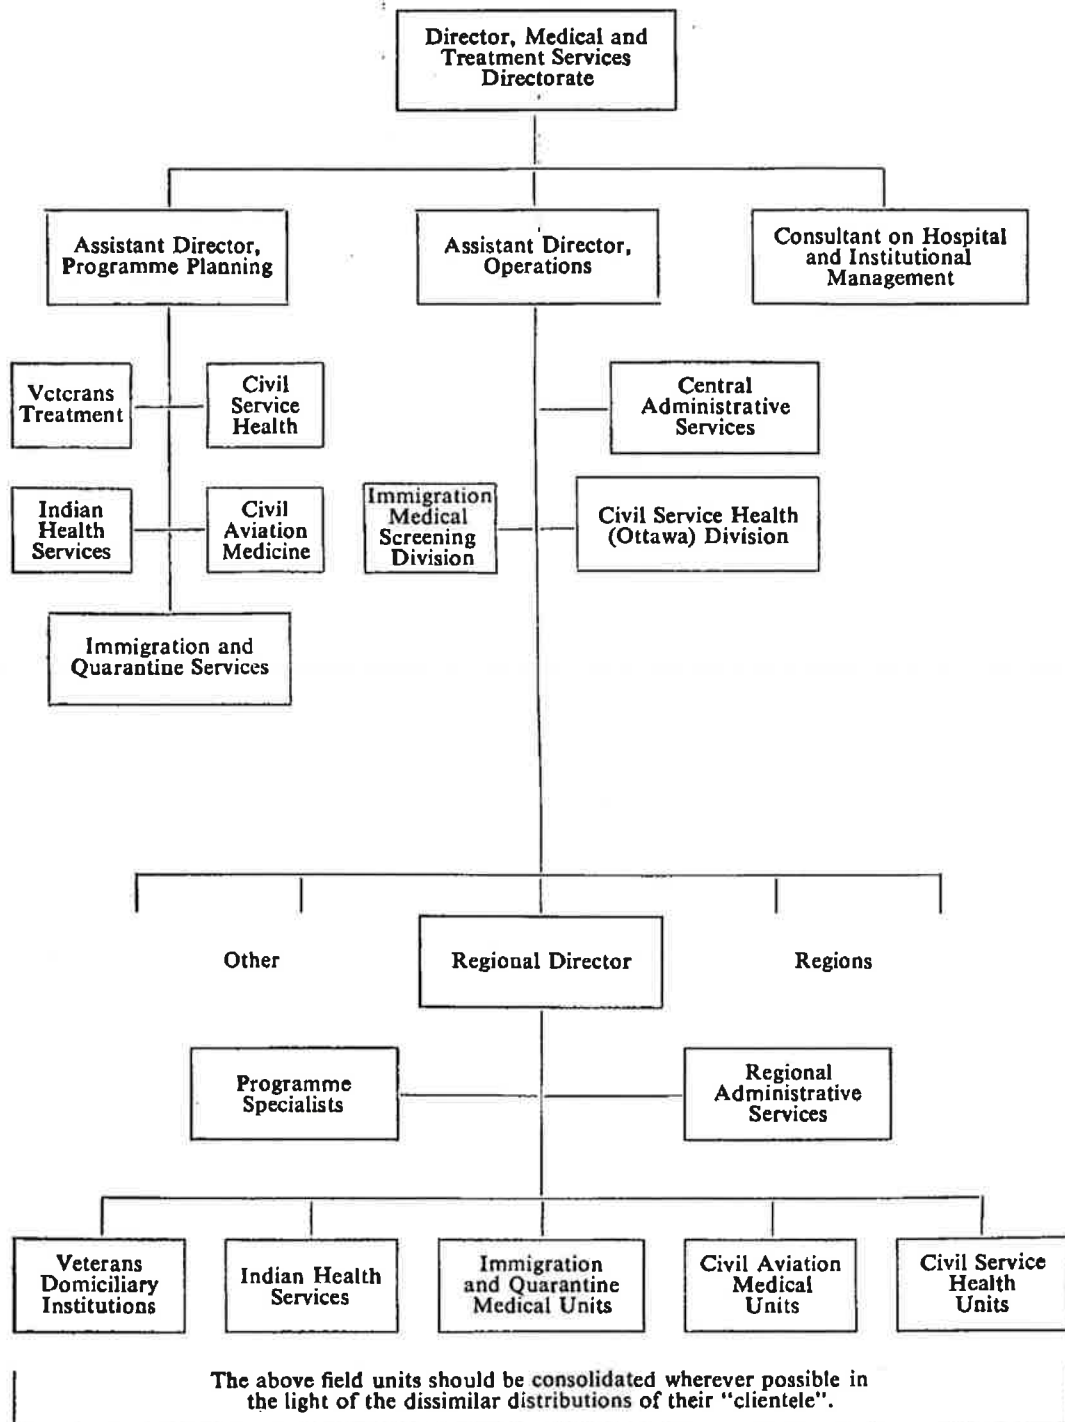 Director, Medical and
Treatment Services
Directorate
Assistant Director,
Programme Planning
Assistant Director,
Operations
Consultant on Hospital
and Institutional
Management
Veterans
Treatment
Civil
Service
Health
Central
Administrative
Services
Indian
Health
Services
Civil
Aviation
Medicine
Immigration
Medical
Screening
Division
Civil Service Health
(Ottawa) Division
Immigration and
Quarantine Services
Other
Regional Director
Regions
Programme
Specialists
Regional
Administrative
Services
Veterans
Domiciliary
Institutions
Indian Health
Services
Immigration
and Quarantine
Medical Units
Civil Aviation
Medical
Units
Civil Service
Health
Units
The above field units should be consolidated wherever possible in
the light of the dissimilar distributions of their "clientele".